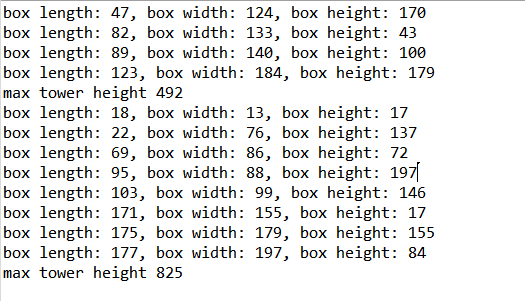 box length: 47, box width: 124, box height: 170
box length: 82, box width: 133, box height: 43
box length: 89, box width: 140, box height: 100
box length: 123, box width: 184, box height: 179
max tower height 492
box length: 18, box width: 13, box height: 17
box length: 22, box width: 76, box height: 137
box length: 69, box width: 86, box height: 72
box length: 95, box width: 88, box height: 197
box length: 103, box width: 99, box height: 146
box length: 171, box width: 155, box height: 17
box length: 175, box width: 179, box height: 155
box length: 177, box width: 197, box height: 84
max tower height 825